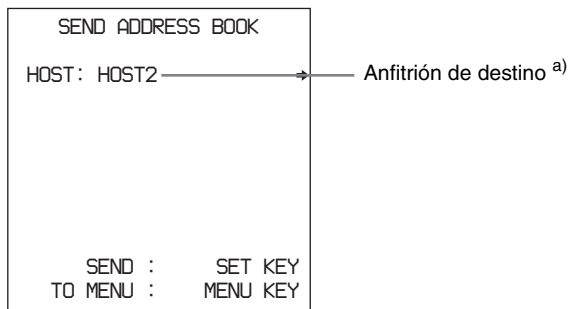 SEND ADDRESS BOOK
HOST: HOST2
Anfitrión de destino a)
SEND : SET KEY
TO MENU : MENU KEY